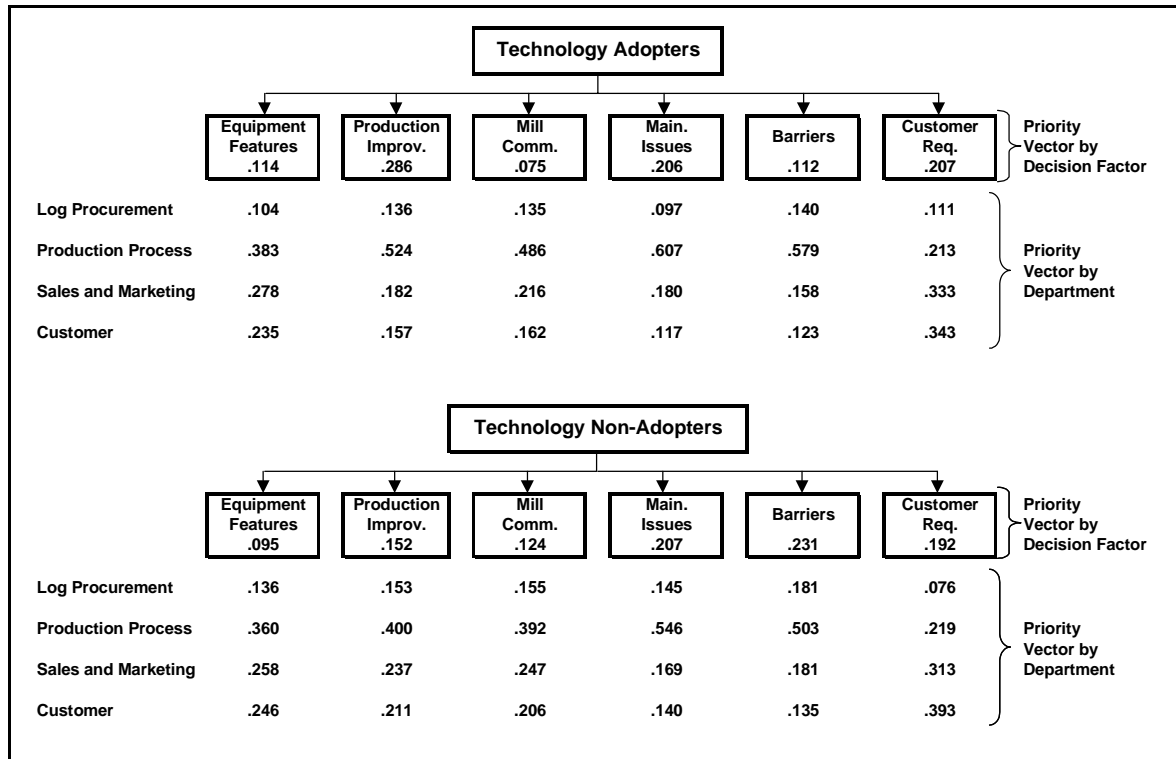 Technology Adopters
Equipment Features .114
Production Improv. .286
Mill Comm. .075
Main. Issues .206
Barriers .112
Customer Req. .207
Priority Vector by Decision Factor
Log Procurement .104 .136 .135 .097 .140 .111
Production Process .383 .524 .486 .607 .579 .213
Sales and Marketing .278 .182 .216 .180 .158 .333
Customer .235 .157 .162 .117 .123 .343
Priority Vector by Department
Technology Non-Adopters
Equipment Features .095
Production Improv. .152
Mill Comm. .124
Main. Issues .207
Barriers .231
Customer Req. .192
Priority Vector by Decision Factor
Log Procurement .136 .153 .155 .145 .181 .076
Production Process .360 .400 .392 .546 .503 .219
Sales and Marketing .258 .237 .247 .169 .181 .313
Customer .246 .211 .206 .140 .135 .393
Priority Vector by Department